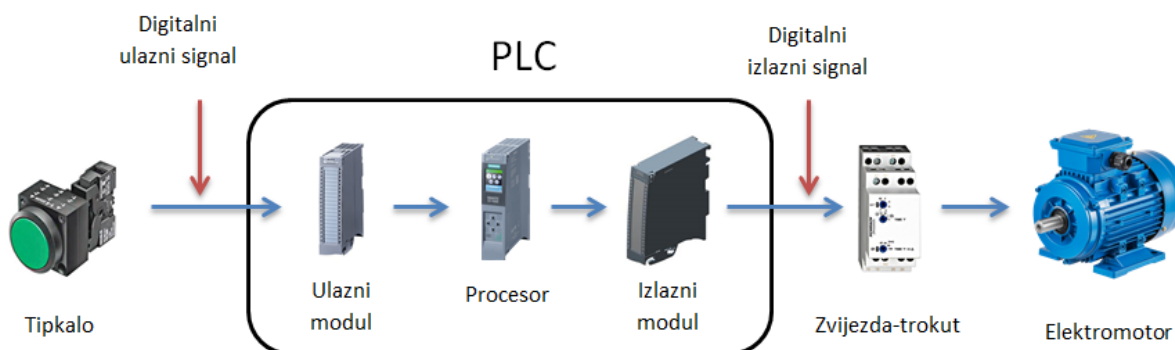 Digitalni
ulazni signal
PLC
Digitalni
izlazni signal
Ulazni
modul
Procesor
Izlazni
modul
Tipkalo
Zvijezda-trokut
Elektromotor